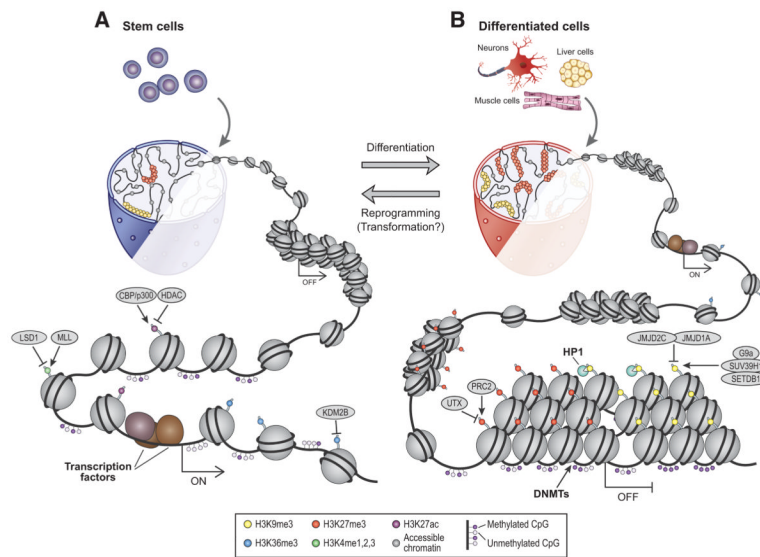 A
Stem cells
B
Differentiated cells
Neurons
Liver cells
Muscle cells
Differentiation
Reprogramming
(Transformation?)
OFF
ON
CBP/p300
HDAC
LSD1
MLL
KDM2B
Transcription
factors
ON
JMJD2C
JMJD1A
HP1
G9a
SUV39H1
SETDB1
PRC2
UTX
DNMTs
OFF
H3K9me3
H3K27me3
H3K27ac
Methylated CpG
H3K36me3
H3K4me1,2,3
Accessible
chromatin
Unmethylated CpG